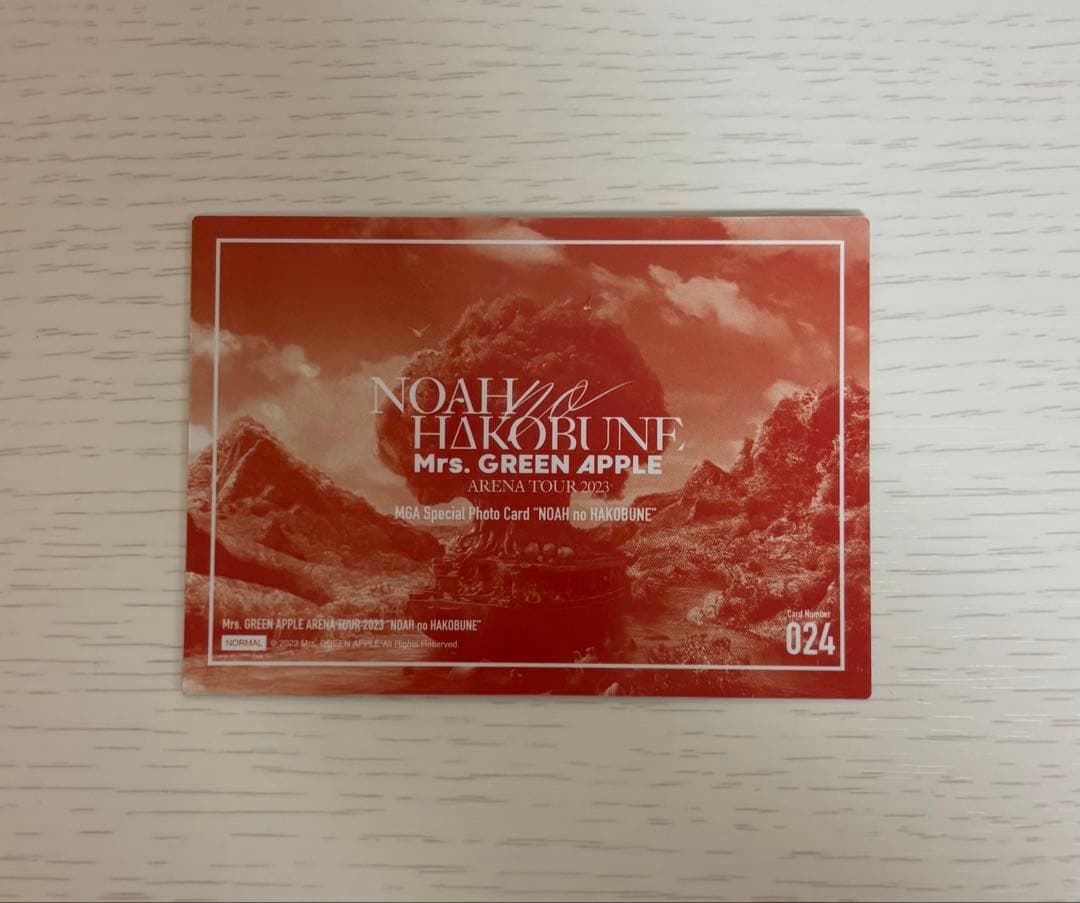 NOAH no
HAKOBUNE
Mrs. GREEN APPLE
ARENA TOUR 2023
MGA Special Photo Card "NOAH no HAKOBUNE"
Mrs. GREEN APPLE ARENA TOUR 2023 "NOAH no HAKOBUNE"
NORMAL © 2023 Mrs. GREEN APPLE All Rights Reserved.
Card Number
024